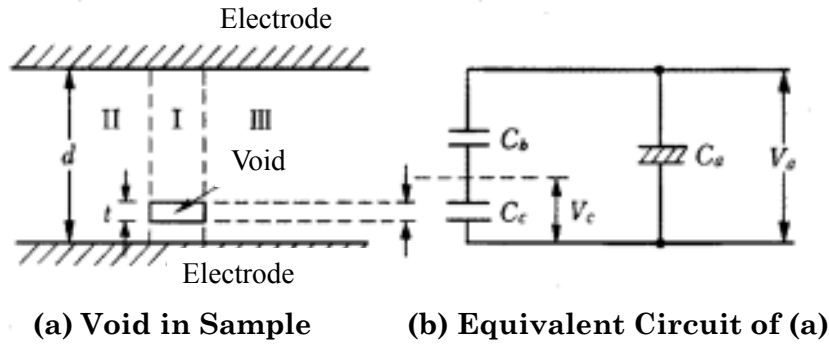 Electrode
II I III
d
Void
t
Electrode
(a) Void in Sample
C_b
C_a
V_a
C_c
V_c
(b) Equivalent Circuit of (a)